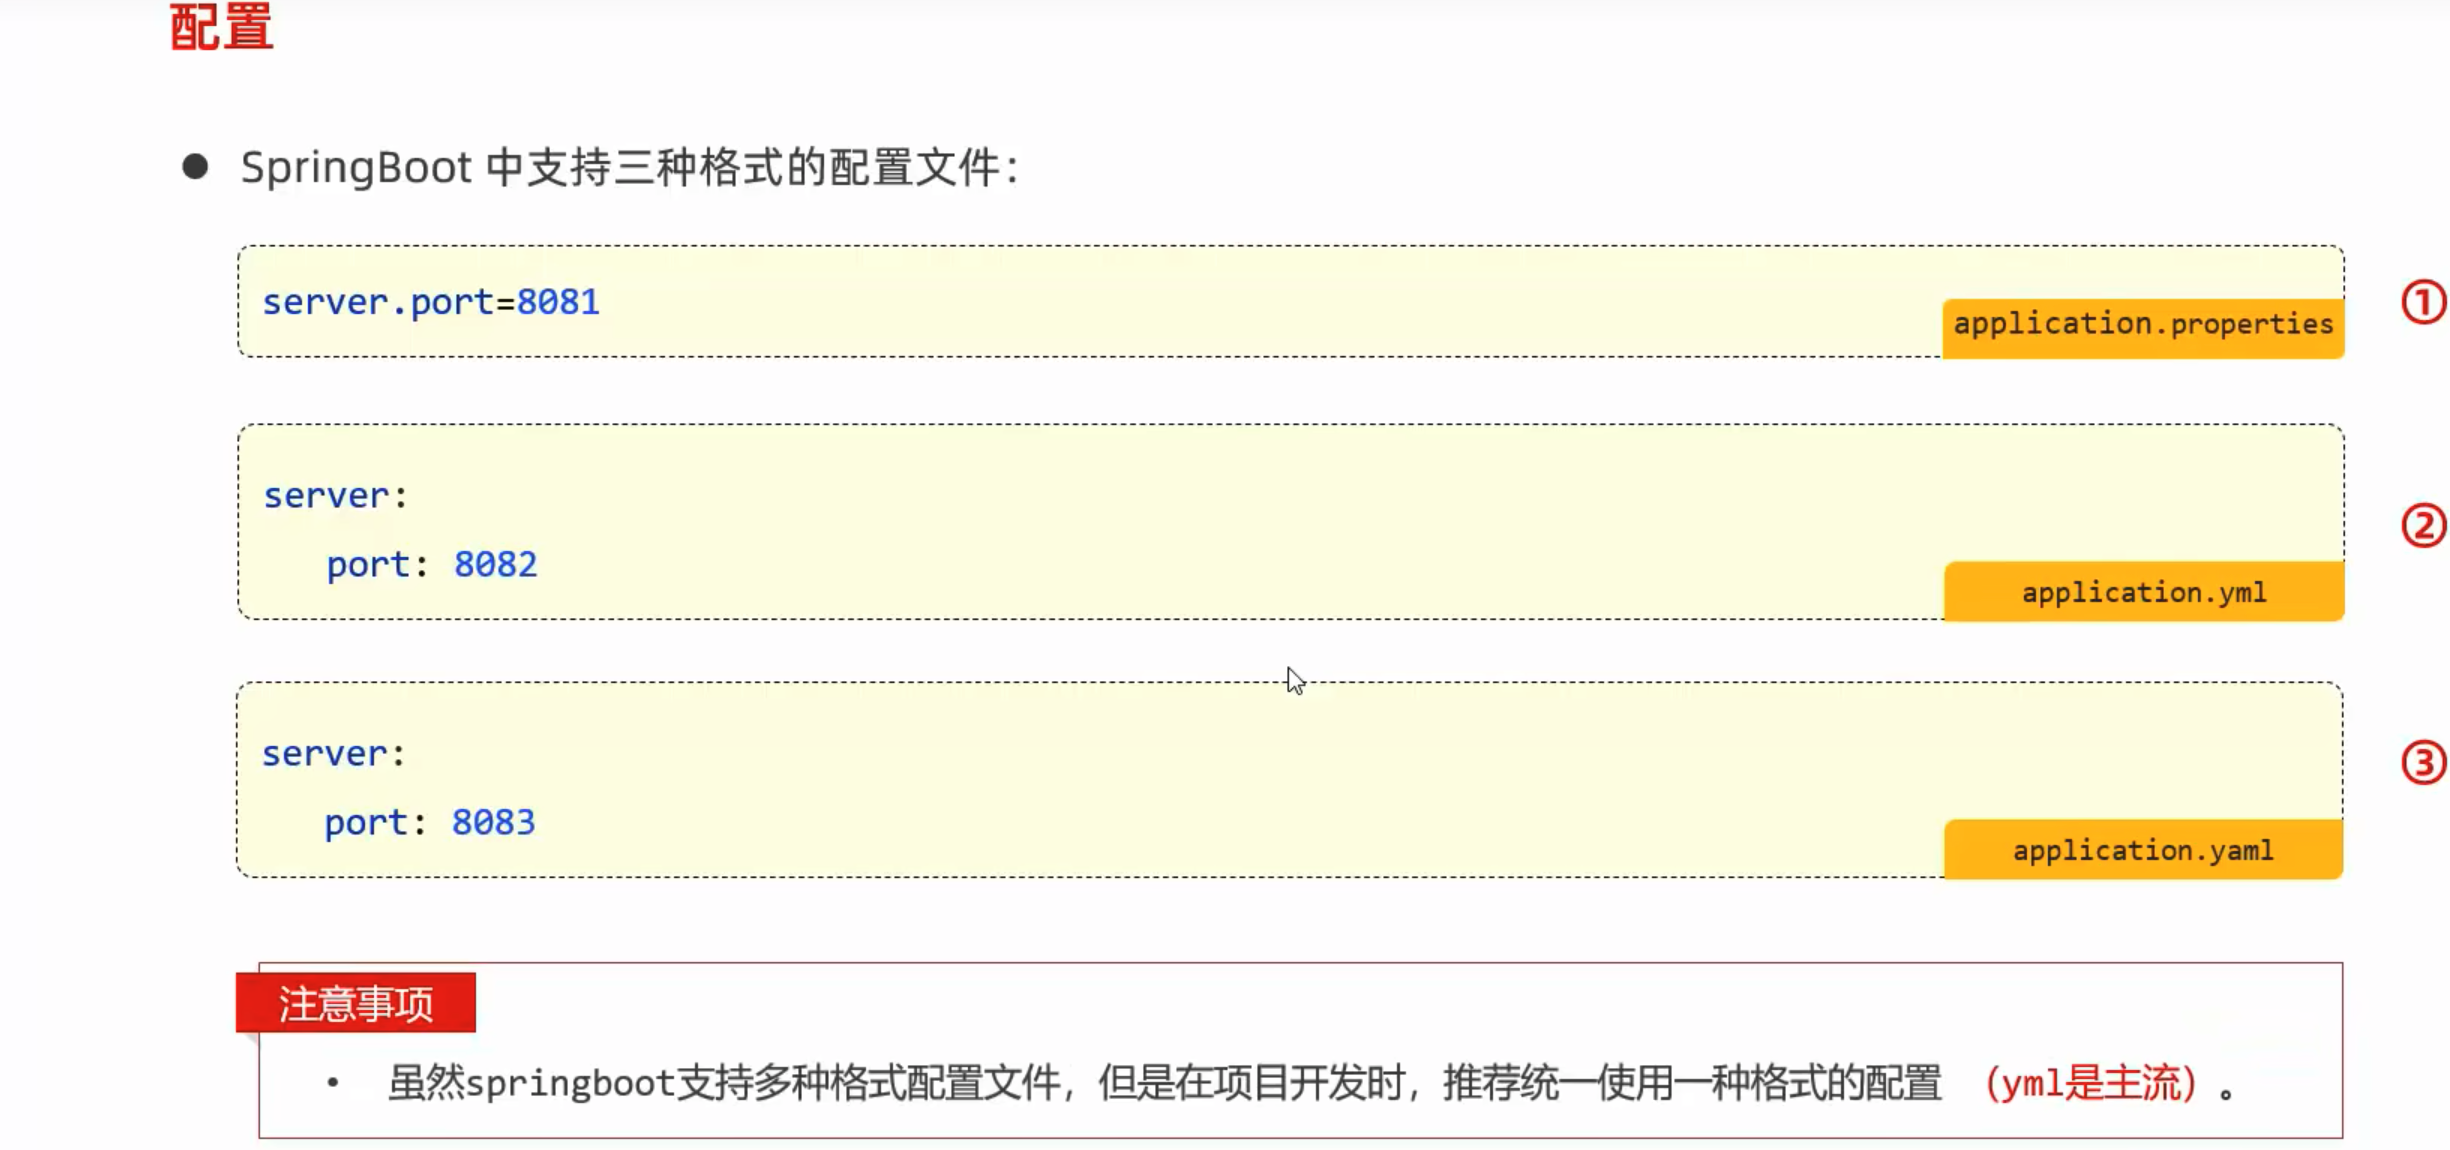 配置
● SpringBoot 中支持三种格式的配置文件：
server.port=8081
application.properties
①
server:
port: 8082
application.yml
②
server:
port: 8083
application.yaml
③
注意事项
• 虽然springboot支持多种格式配置文件，但是在项目开发时，推荐统一使用一种格式的配置 （yml是主流）。